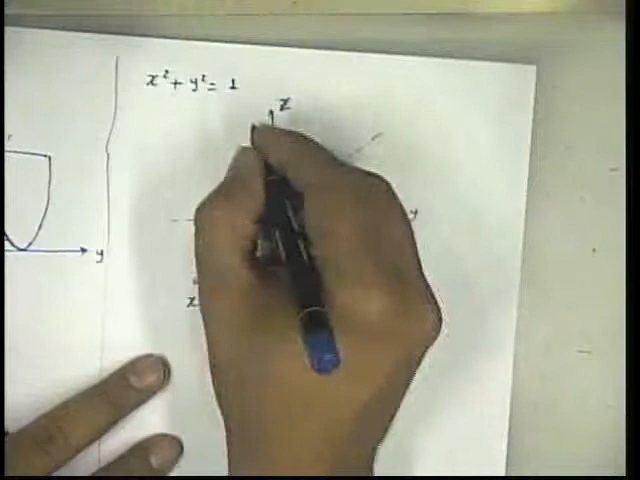 x² + y² = 1
z
y
y
x